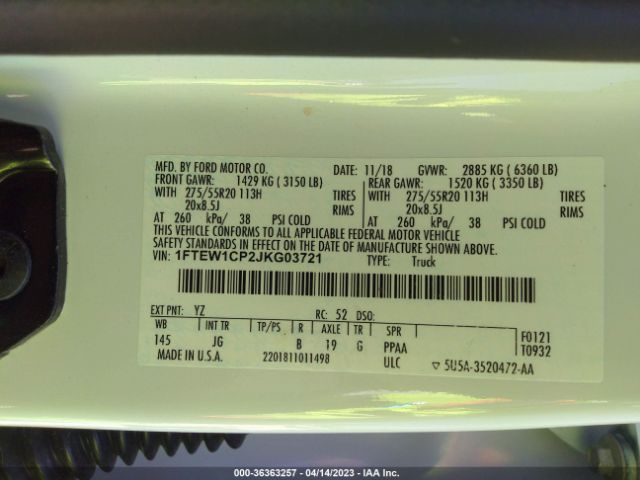 MFD. BY FORD MOTOR CO. DATE: 11/18 GVWR: 2885 KG ( 6360 LB)
FRONT GAWR: 1429 KG ( 3150 LB) REAR GAWR: 1520 KG ( 3350 LB)
WITH 275/55R20 113H TIRES WITH 275/55R20 113H TIRES
20x8.5J RIMS 20x8.5J RIMS
AT 260 kPa/ 38 PSI COLD AT 260 kPa/ 38 PSI COLD
THIS VEHICLE CONFORMS TO ALL APPLICABLE FEDERAL MOTOR VEHICLE
SAFETY STANDARDS IN EFFECT ON THE DATE OF MANUFACTURE SHOWN ABOVE.
VIN: 1FTEW1CP2JKG03721 TYPE: Truck
EXT PNT: YZ RC: 52 DSO:
WB INT TR TP/PS R AXLE TR SPR F0121
145 JG B 19 G PPAA T0932
MADE IN U.S.A. 2201811011498 ULC ▽ 5U5A-3520472-AA
000-36363257 - 04/14/2023 - IAA Inc.